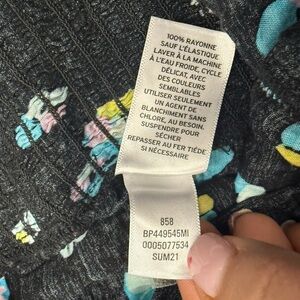 100% RAYONNE
SAUF L'ÉLASTIQUE
LAVER À LA MACHINE
À L'EAU FROIDE, CYCLE
DÉLICAT, AVEC
DES COULEURS
SEMBLABLES
UTILISER SEULEMENT
UN AGENT DE
BLANCHIMENT SANS
CHLORE, AU BESOIN.
SUSPENDRE POUR
SÉCHER
REPASSER AU FER TIÈDE
SI NÉCESSAIRE
858
BP449545MI
0005077534
SUM21